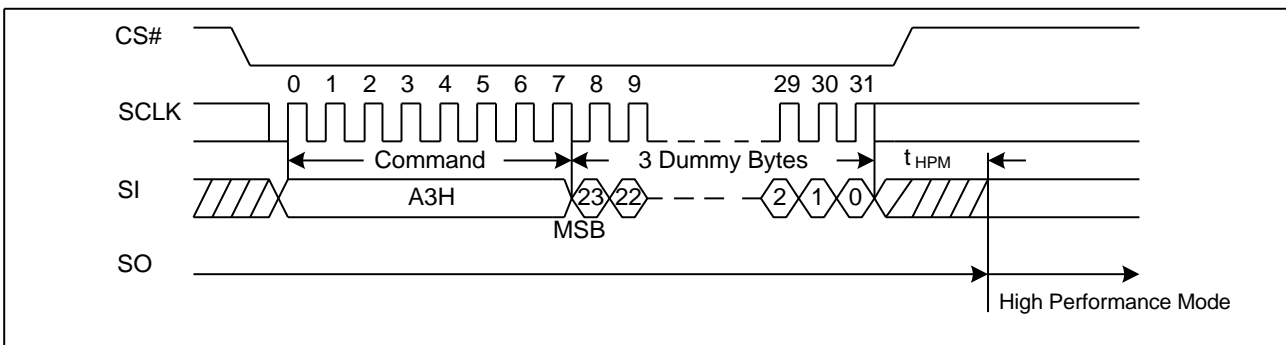 CS#
0 1 2 3 4 5 6 7 8 9 29 30 31
SCLK
Command 3 Dummy Bytes tHPM
SI A3H 23 22 2 1 0
MSB
SO
High Performance Mode